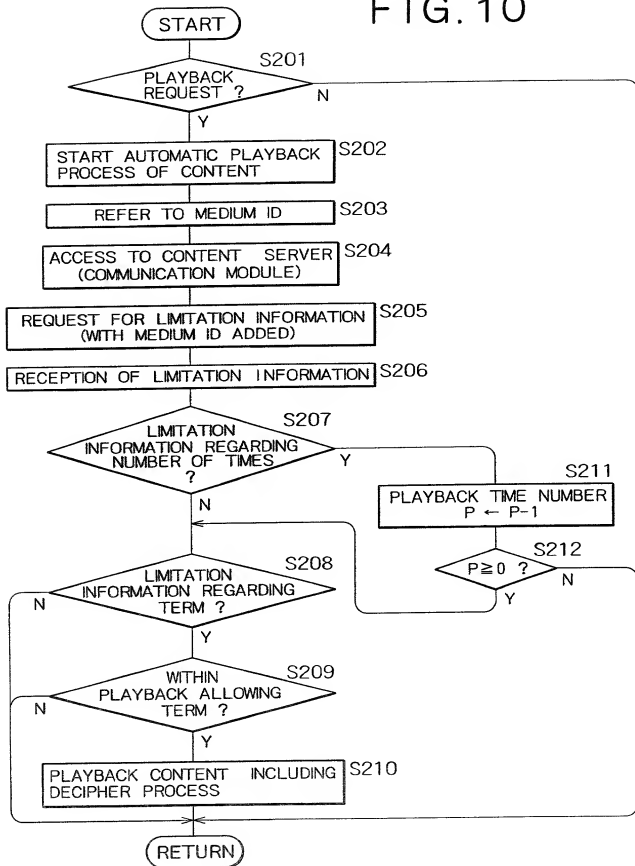 FIG. 10
START
S201
PLAYBACK
REQUEST ?
N
Y
S202
START AUTOMATIC PLAYBACK
PROCESS OF CONTENT
REFER TO MEDIUM ID
S203
S204
ACCESS TO CONTENT SERVER
(COMMUNICATION MODULE)
S205
REQUEST FOR LIMITATION INFORMATION
(WITH MEDIUM ID ADDED)
RECEPTION OF LIMITATION INFORMATION
S206
S207
LIMITATION
INFORMATION REGARDING
NUMBER OF TIMES
?
Y
N
S211
PLAYBACK TIME NUMBER
P ← P-1
S212
P≧0 ?
N
Y
S208
LIMITATION
INFORMATION REGARDING
TERM ?
N
Y
S209
WITHIN
PLAYBACK ALLOWING
TERM ?
N
Y
S210
PLAYBACK CONTENT INCLUDING
DECIPHER PROCESS
RETURN